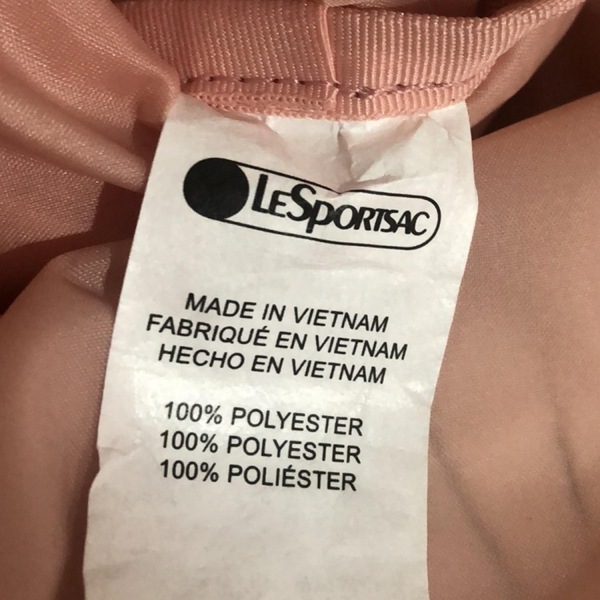 LeSportsac
MADE IN VIETNAM
FABRIQUÉ EN VIETNAM
HECHO EN VIETNAM
100% POLYESTER
100% POLYESTER
100% POLIÉSTER